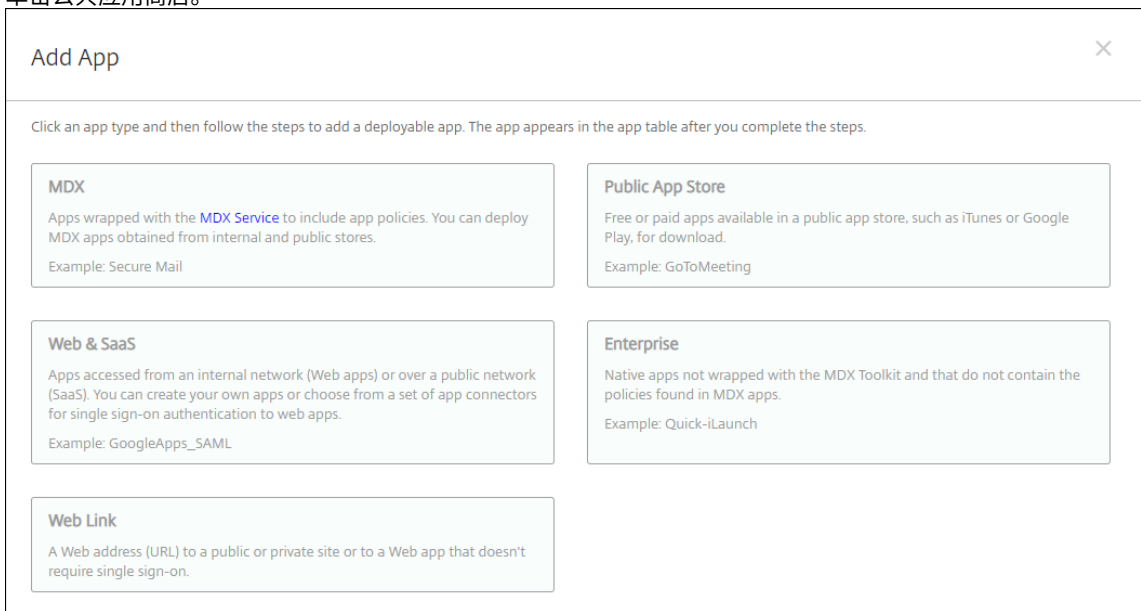 单击公共应用商店。
Add App
Click an app type and then follow the steps to add a deployable app. The app appears in the app table after you complete the steps.
MDX
Apps wrapped with the MDX Service to include app policies. You can deploy
MDX apps obtained from internal and public stores.
Example: Secure Mail
Public App Store
Free or paid apps available in a public app store, such as iTunes or Google
Play, for download.
Example: GoToMeeting
Web & SaaS
Apps accessed from an internal network (Web apps) or over a public network
(SaaS). You can create your own apps or choose from a set of app connectors
for single sign-on authentication to web apps.
Example: GoogleApps_SAML
Enterprise
Native apps not wrapped with the MDX Toolkit and that do not contain the
policies found in MDX apps.
Example: Quick-iLaunch
Web Link
A Web address (URL) to a public or private site or to a Web app that doesn't
require single sign-on.